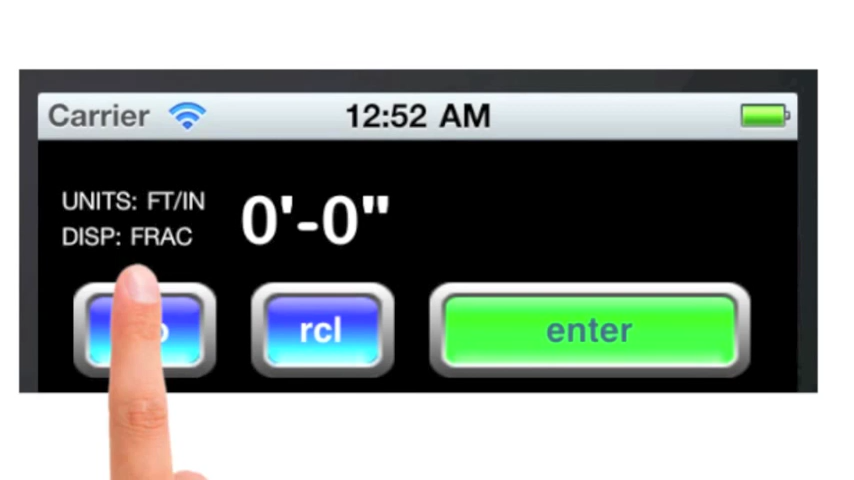 Carrier 12:52 AM
UNITS: FT/IN
DISP: FRAC
0'-0"
rcl
enter